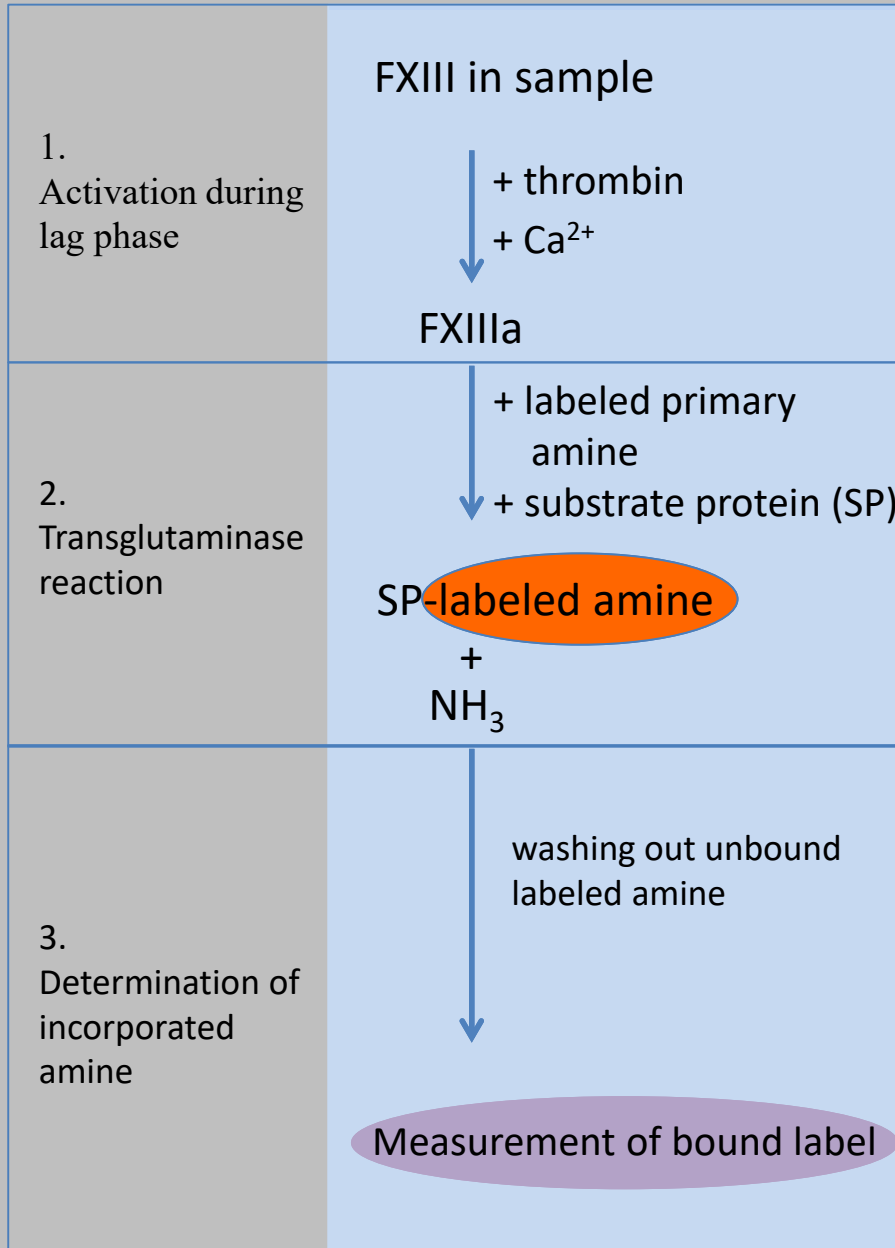 1.
Activation during
lag phase
FXIII in sample
+ thrombin
+ Ca²⁺
FXIIIa
2.
Transglutaminase
reaction
+ labeled primary
amine
+ substrate protein (SP)
SP-labeled amine
+
NH₃
3.
Determination of
incorporated
amine
washing out unbound
labeled amine
Measurement of bound label